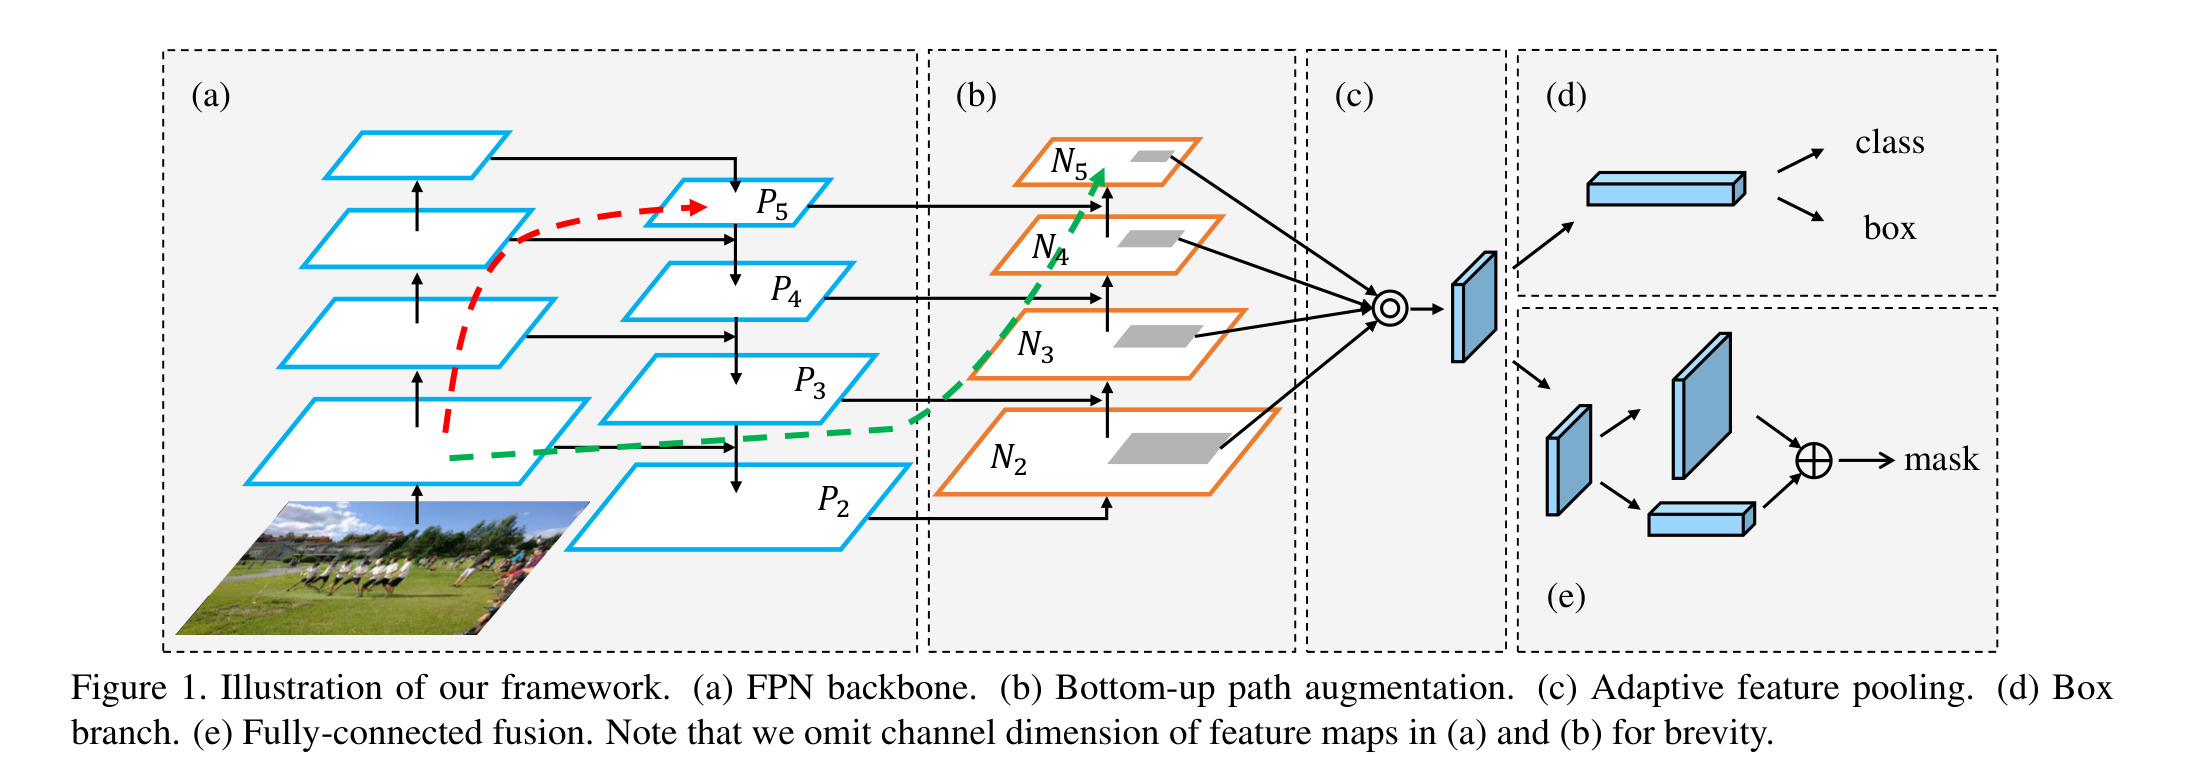 (a)
P5
P4
P3
P2
(b)
N5
N4
N3
N2
(c)
(d)
class
box
mask
(e)
Figure 1. Illustration of our framework. (a) FPN backbone. (b) Bottom-up path augmentation. (c) Adaptive feature pooling. (d) Box
branch. (e) Fully-connected fusion. Note that we omit channel dimension of feature maps in (a) and (b) for brevity.